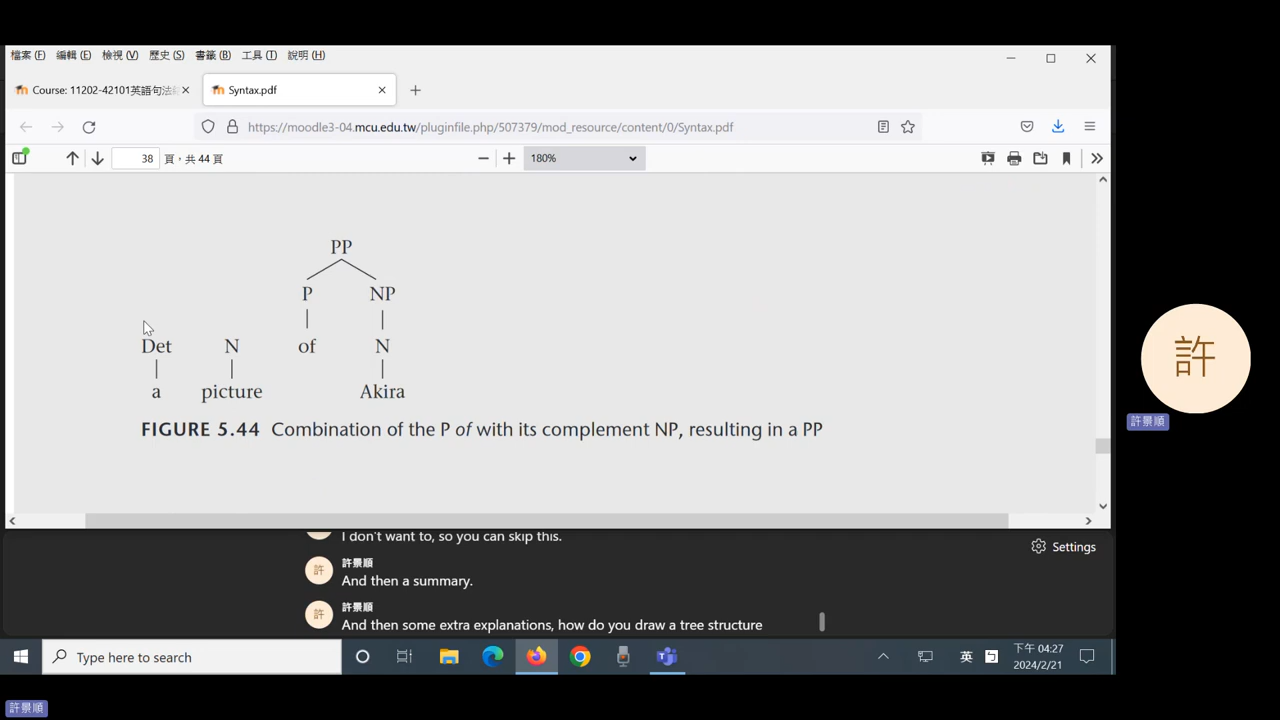 檔案 (F) 編輯 (E) 檢視 (V) 歷史 (S) 書籤 (B) 工具 (T) 說明 (H)
Course: 11202-42101英語句法 Syntax.pdf
https://moodle3-04.mcu.edu.tw/pluginfile.php/507379/mod_resource/content/0/Syntax.pdf
38 頁，共 44 頁 180%
PP
P NP
Det N of N
a picture Akira
FIGURE 5.44 Combination of the P of with its complement NP, resulting in a PP
許
許景順
I don't want to, so you can skip this.
Settings
許 許景順
And then a summary.
許 許景順
And then some extra explanations, how do you draw a tree structure
Type here to search
英
下午 04:27
2024/2/21
許景順